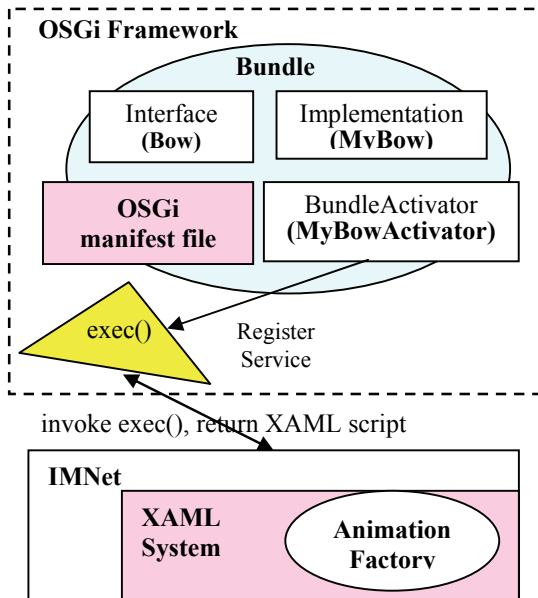 OSGi Framework
Bundle
Interface
(Bow)
Implementation
(MyBow)
OSGi
manifest file
BundleActivator
(MyBowActivator)
exec()
Register
Service
invoke exec(), return XAML script
IMNet
XAML
System
Animation
Factory